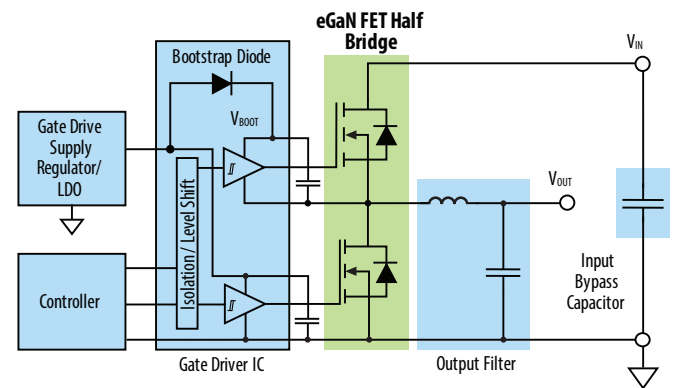 eGaN FET Half
Bridge
Bootstrap Diode
VIN
Gate Drive
Supply
Regulator/
LDO
VBOOT
Isolation / Level Shift
VOUT
Controller
Input
Bypass
Capacitor
Gate Driver IC
Output Filter